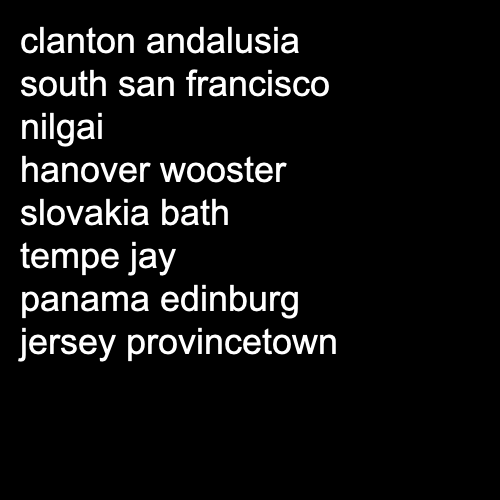 clanton andalusia
south san francisco
nilgai
hanover wooster
slovakia bath
tempe jay
panama edinburg
jersey provincetown